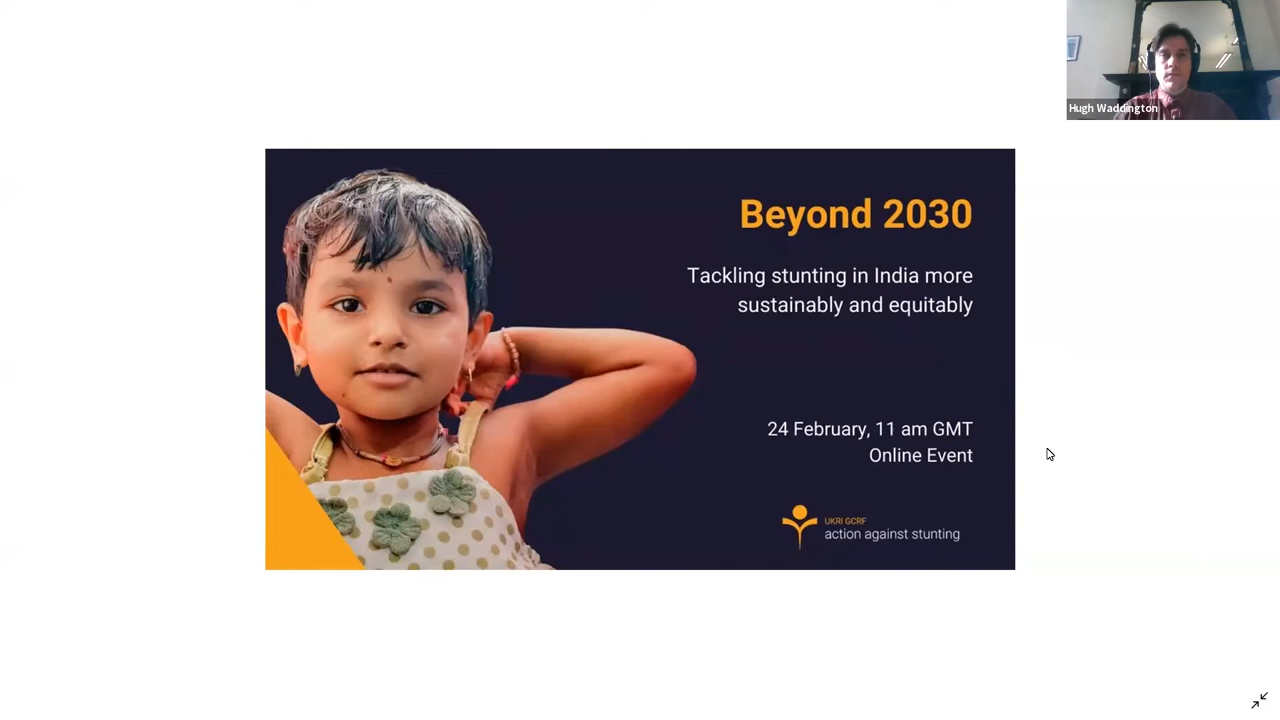 Hugh Waddington
Beyond 2030
Tackling stunting in India more
sustainably and equitably
24 February, 11 am GMT
Online Event
UKRI GCRF
action against stunting